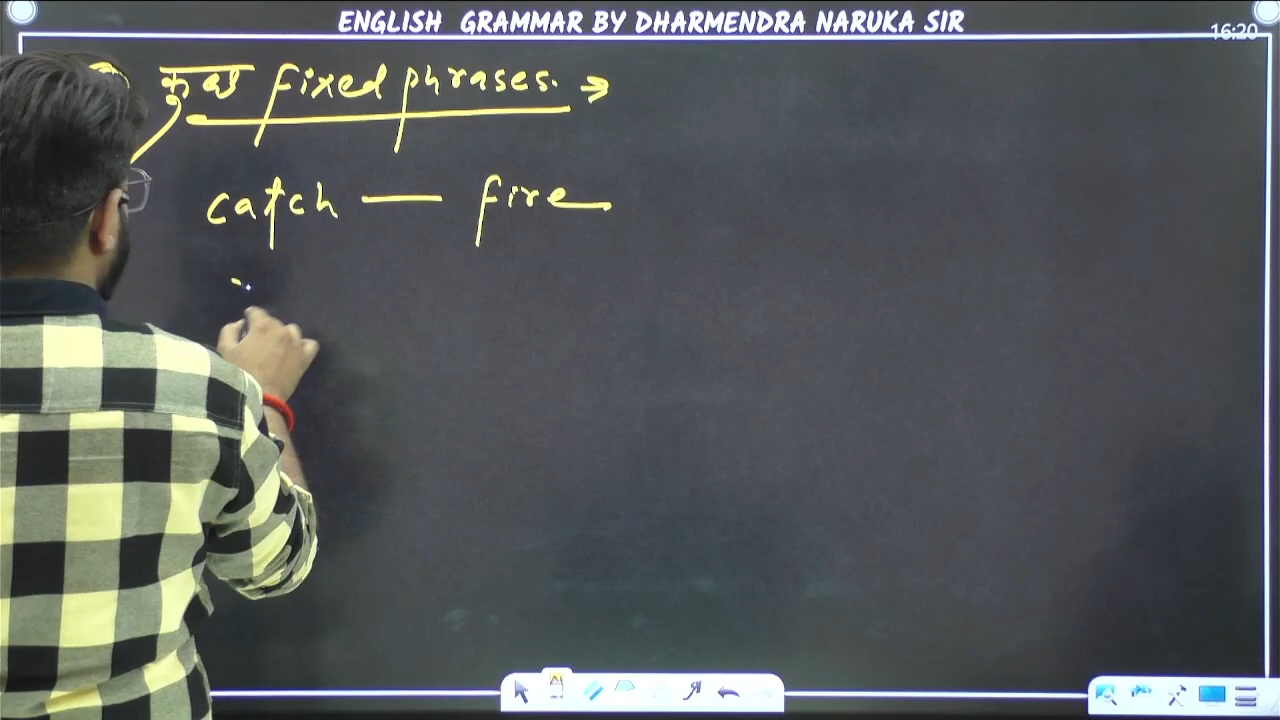 ENGLISH GRAMMAR BY DHARMENDRA NARUKA SIR
16:20
fixed phrases. →
catch — fire